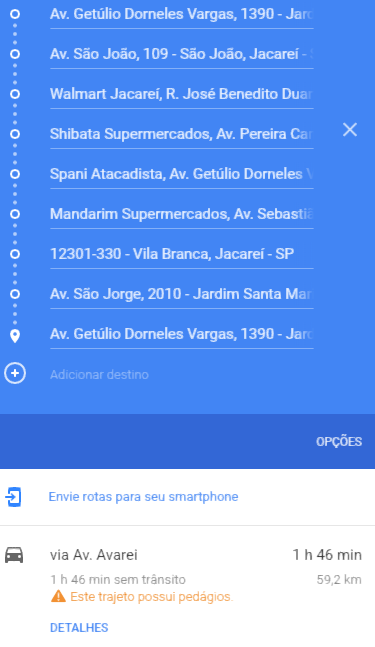 Av. Getúlio Dorneles Vargas, 1390 - Jard
Av. São João, 109 - São João, Jacareí -
Walmart Jacareí, R. José Benedito Duar
Shibata Supermercados, Av. Pereira Car
Spani Atacadista, Av. Getúlio Dorneles V
Mandarim Supermercados, Av. Sebastiã
12301-330 - Vila Branca, Jacareí - SP
Av. São Jorge, 2010 - Jardim Santa Mar
Av. Getúlio Dorneles Vargas, 1390 - Jard
Adicionar destino
OPÇÕES
Envie rotas para seu smartphone
via Av. Avarei 1 h 46 min
1 h 46 min sem trânsito 59,2 km
Este trajeto possui pedágios.
DETALHES